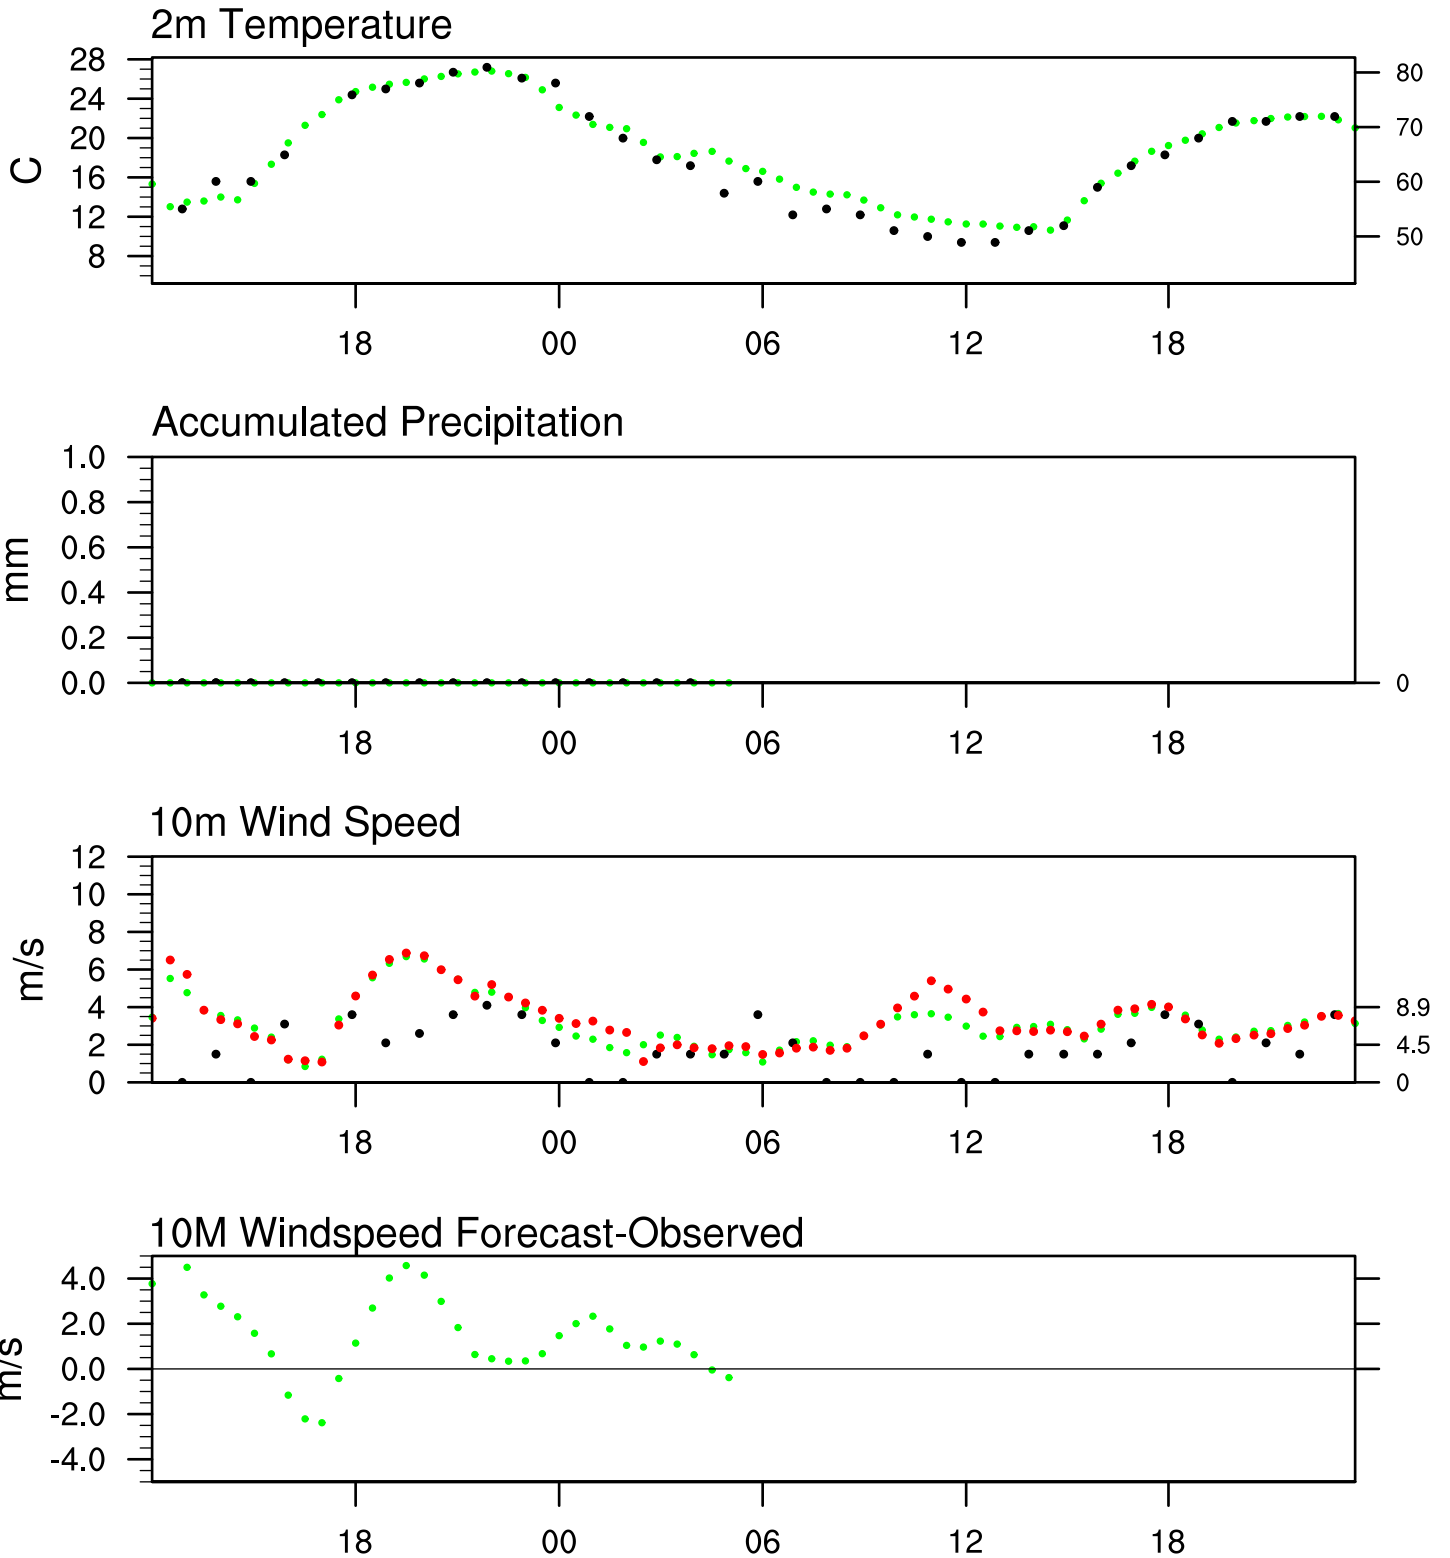 2m Temperature
28
24
20
16
12
8
C
80
70
60
50
18 00 06 12 18
Accumulated Precipitation
1.0
0.8
0.6
0.4
0.2
0.0
mm
0
18 00 06 12 18
10m Wind Speed
12
10
8
6
4
2
0
m/s
8.9
4.5
0
18 00 06 12 18
10M Windspeed Forecast-Observed
4.0
2.0
0.0
-2.0
-4.0
m/s
18 00 06 12 18